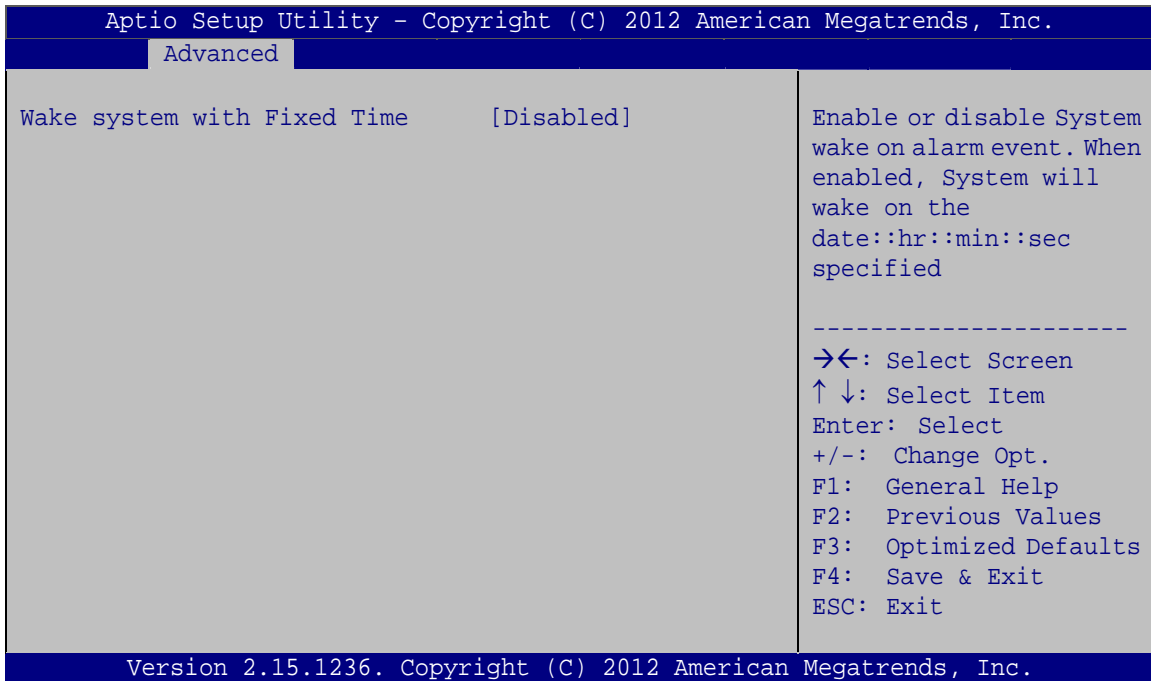 Aptio Setup Utility – Copyright (C) 2012 American Megatrends, Inc.
Advanced
Wake system with Fixed Time [Disabled]
Enable or disable System
wake on alarm event. When
enabled, System will
wake on the
date::hr::min::sec
specified
----------------------
→←: Select Screen
↑ ↓: Select Item
Enter: Select
+/-: Change Opt.
F1: General Help
F2: Previous Values
F3: Optimized Defaults
F4: Save & Exit
ESC: Exit
Version 2.15.1236. Copyright (C) 2012 American Megatrends, Inc.